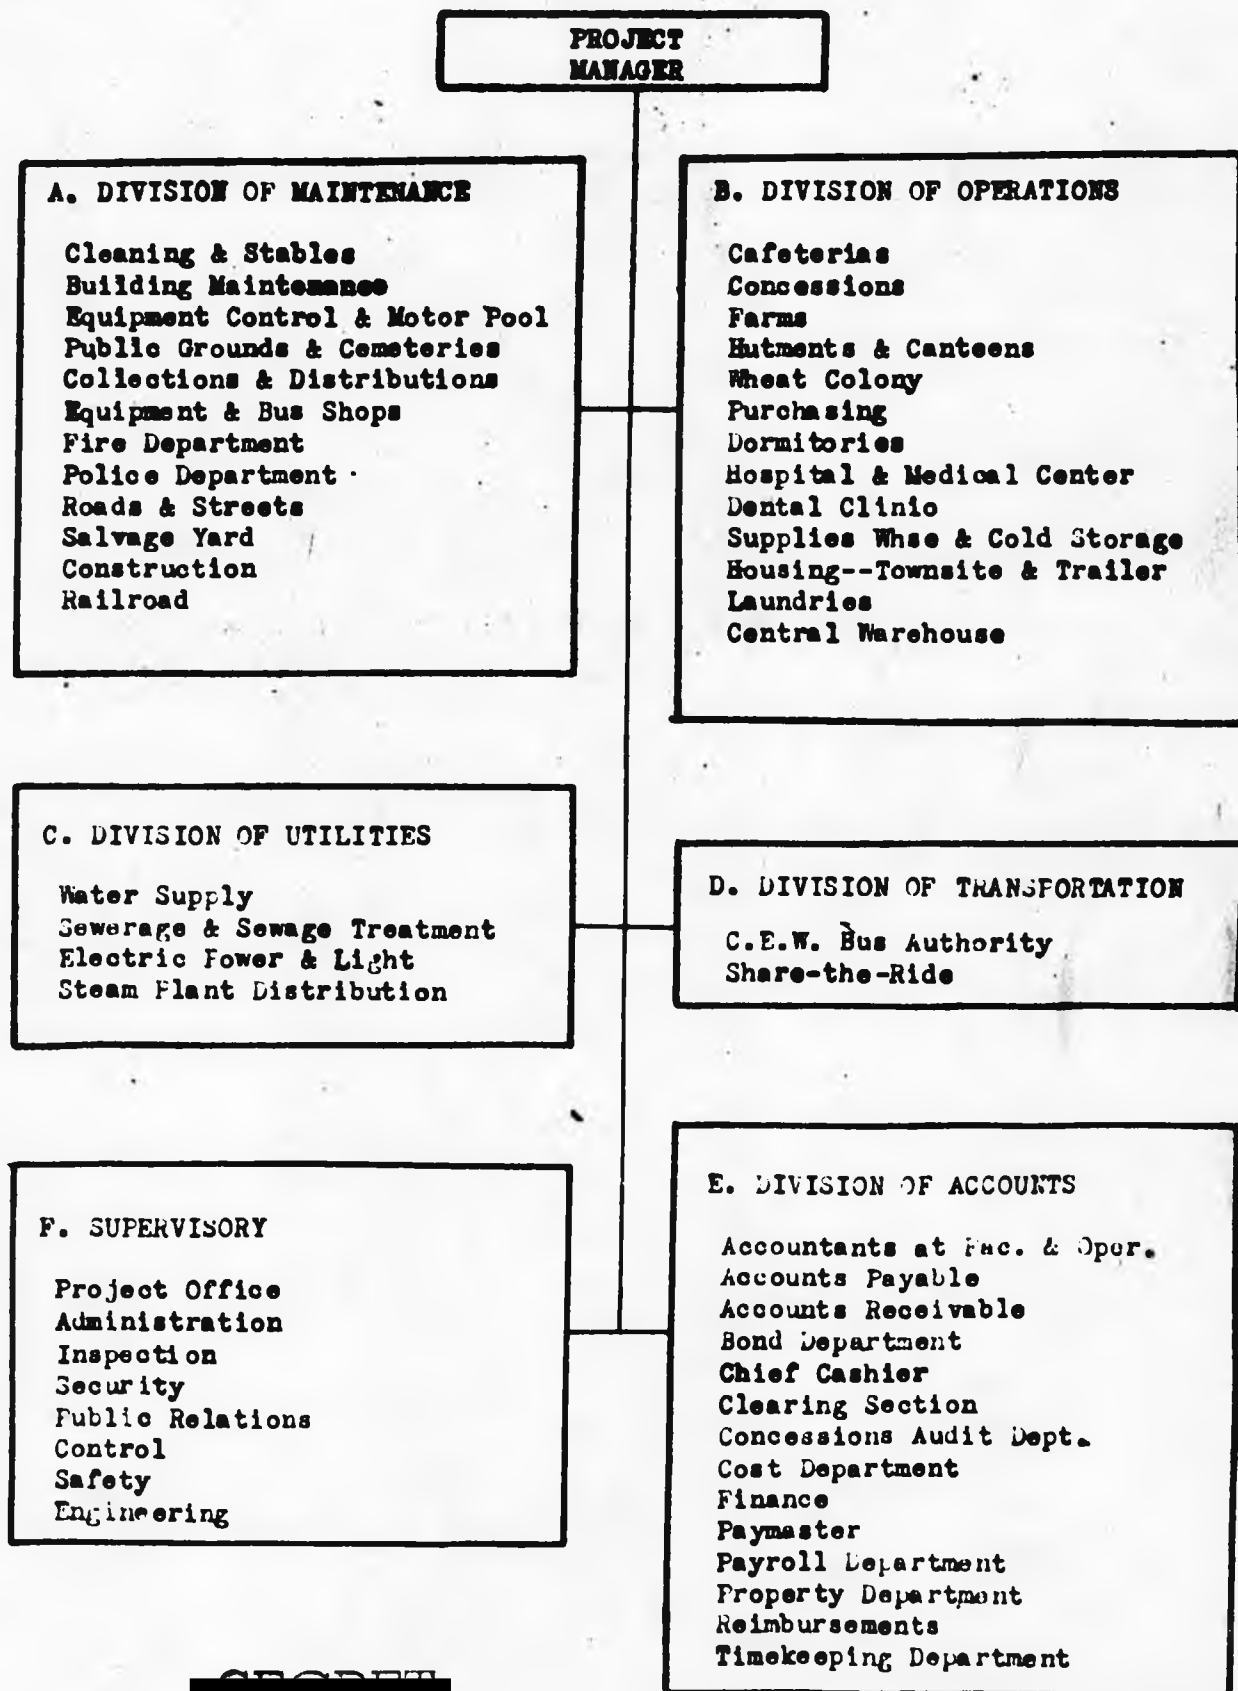 PROJECT
MANAGER
A. DIVISION OF MAINTENANCE
Cleaning & Stables
Building Maintenance
Equipment Control & Motor Pool
Public Grounds & Cemeteries
Collections & Distributions
Equipment & Bus Shops
Fire Department
Police Department
Roads & Streets
Salvage Yard
Construction
Railroad
B. DIVISION OF OPERATIONS
Cafeterias
Concessions
Farms
Hutments & Canteens
Wheat Colony
Purchasing
Dormitories
Hospital & Medical Center
Dental Clinic
Supplies Whse & Cold Storage
Housing--Townsite & Trailer
Laundries
Central Warehouse
C. DIVISION OF UTILITIES
Water Supply
Sewerage & Sewage Treatment
Electric Power & Light
Steam Plant Distribution
D. DIVISION OF TRANSPORTATION
C.E.W. Bus Authority
Share-the-Ride
F. SUPERVISORY
Project Office
Administration
Inspection
Security
Public Relations
Control
Safety
Engineering
E. DIVISION OF ACCOUNTS
Accountants at Fac. & Oper.
Accounts Payable
Accounts Receivable
Bond Department
Chief Cashier
Clearing Section
Concessions Audit Dept.
Cost Department
Finance
Paymaster
Payroll Department
Property Department
Reimbursements
Timekeeping Department
SECRET